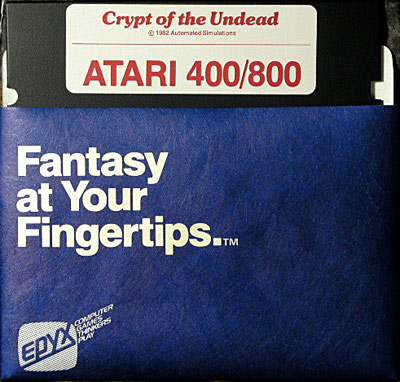 Crypt of the Undead
© 1982 Automated Simulations
ATARI 400/800
Fantasy
at Your
Fingertips.™
EPYX
COMPUTER
GAMES
THINKERS
PLAY